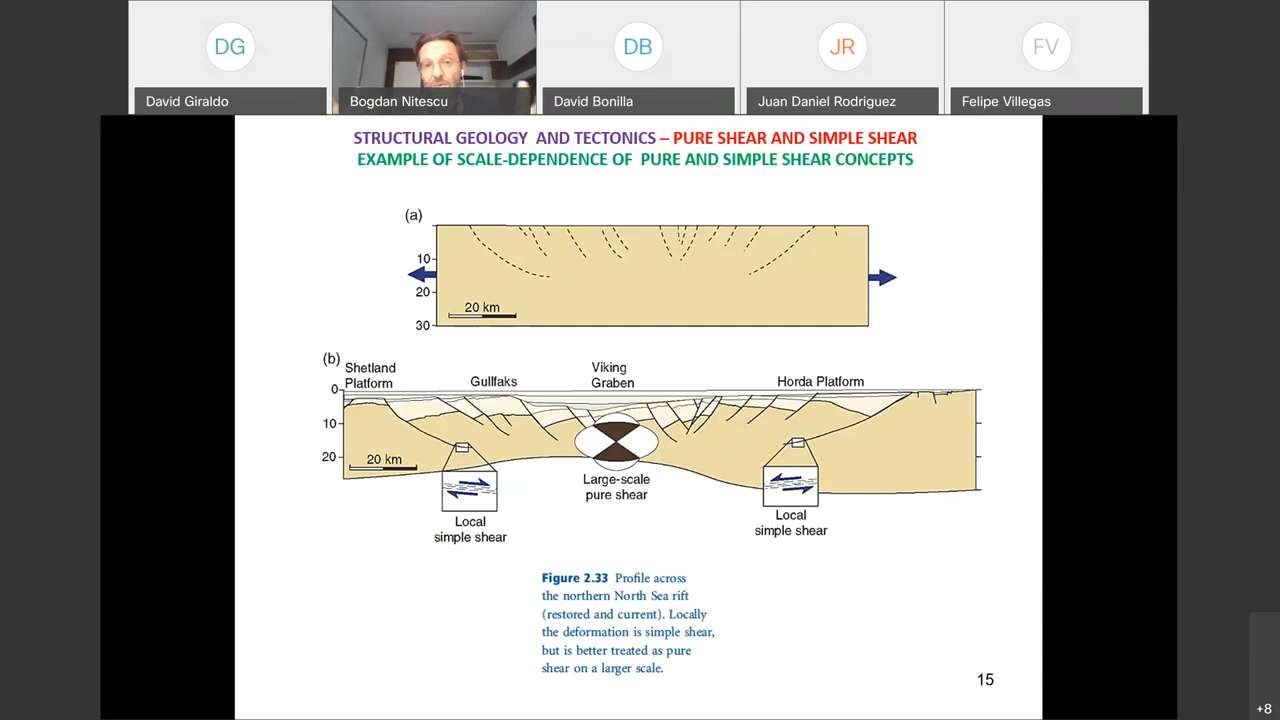 DG
DB
JR
FV
David Giraldo
Bogdan Nitescu
David Bonilla
Juan Daniel Rodriguez
Felipe Villegas
STRUCTURAL GEOLOGY AND TECTONICS – PURE SHEAR AND SIMPLE SHEAR
EXAMPLE OF SCALE-DEPENDENCE OF PURE AND SIMPLE SHEAR CONCEPTS
(a)
10
20
20 km
30
(b)
Shetland
Platform
Gullfaks
Viking
Graben
Horda Platform
0
10
20
20 km
Large-scale
pure shear
Local
simple shear
Local
simple shear
Figure 2.33 Profile across
the northern North Sea rift
(restored and current). Locally
the deformation is simple shear,
but is better treated as pure
shear on a larger scale.
15
+8